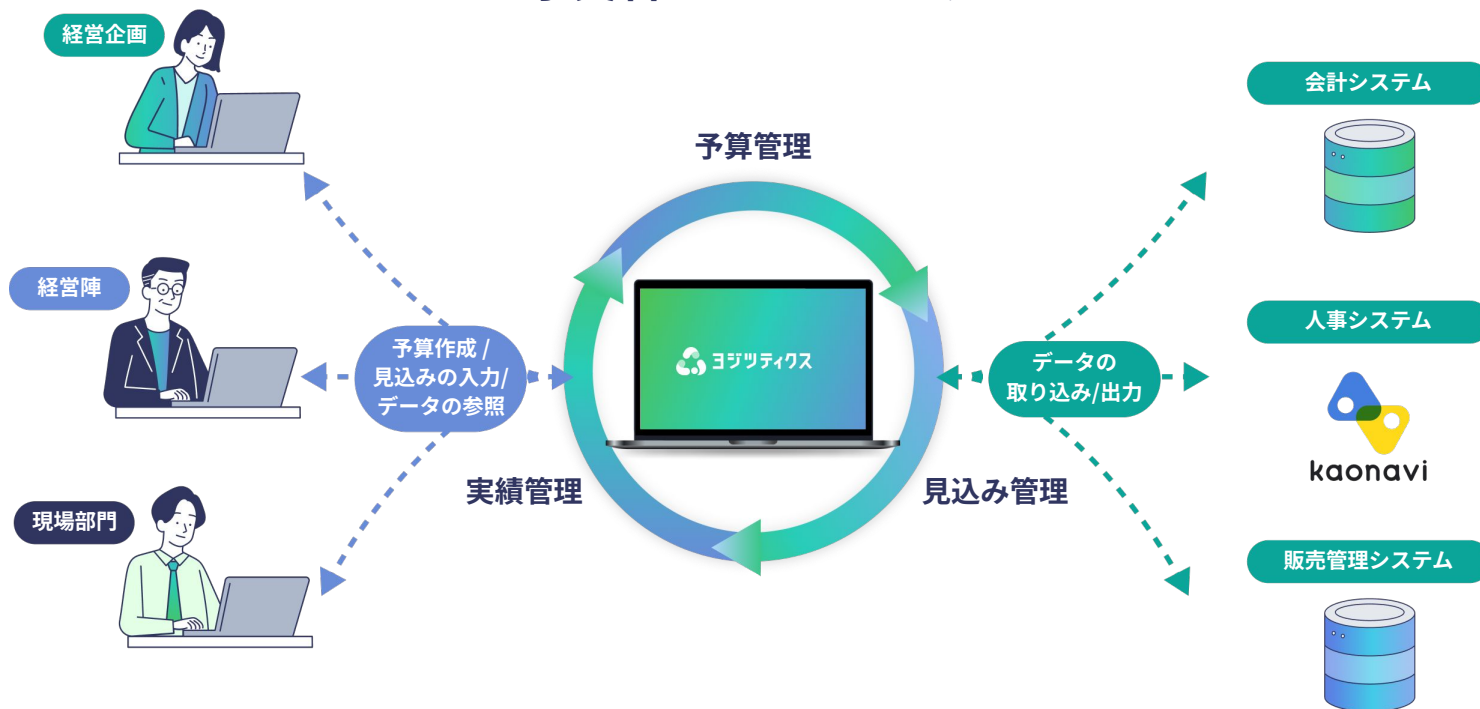 経営企画
経営陣
現場部門
予算作成 /
見込みの入力/
データの参照
予算管理
ヨジツティクス
実績管理
見込み管理
データの
取り込み/出力
会計システム
人事システム
kaonavi
販売管理システム